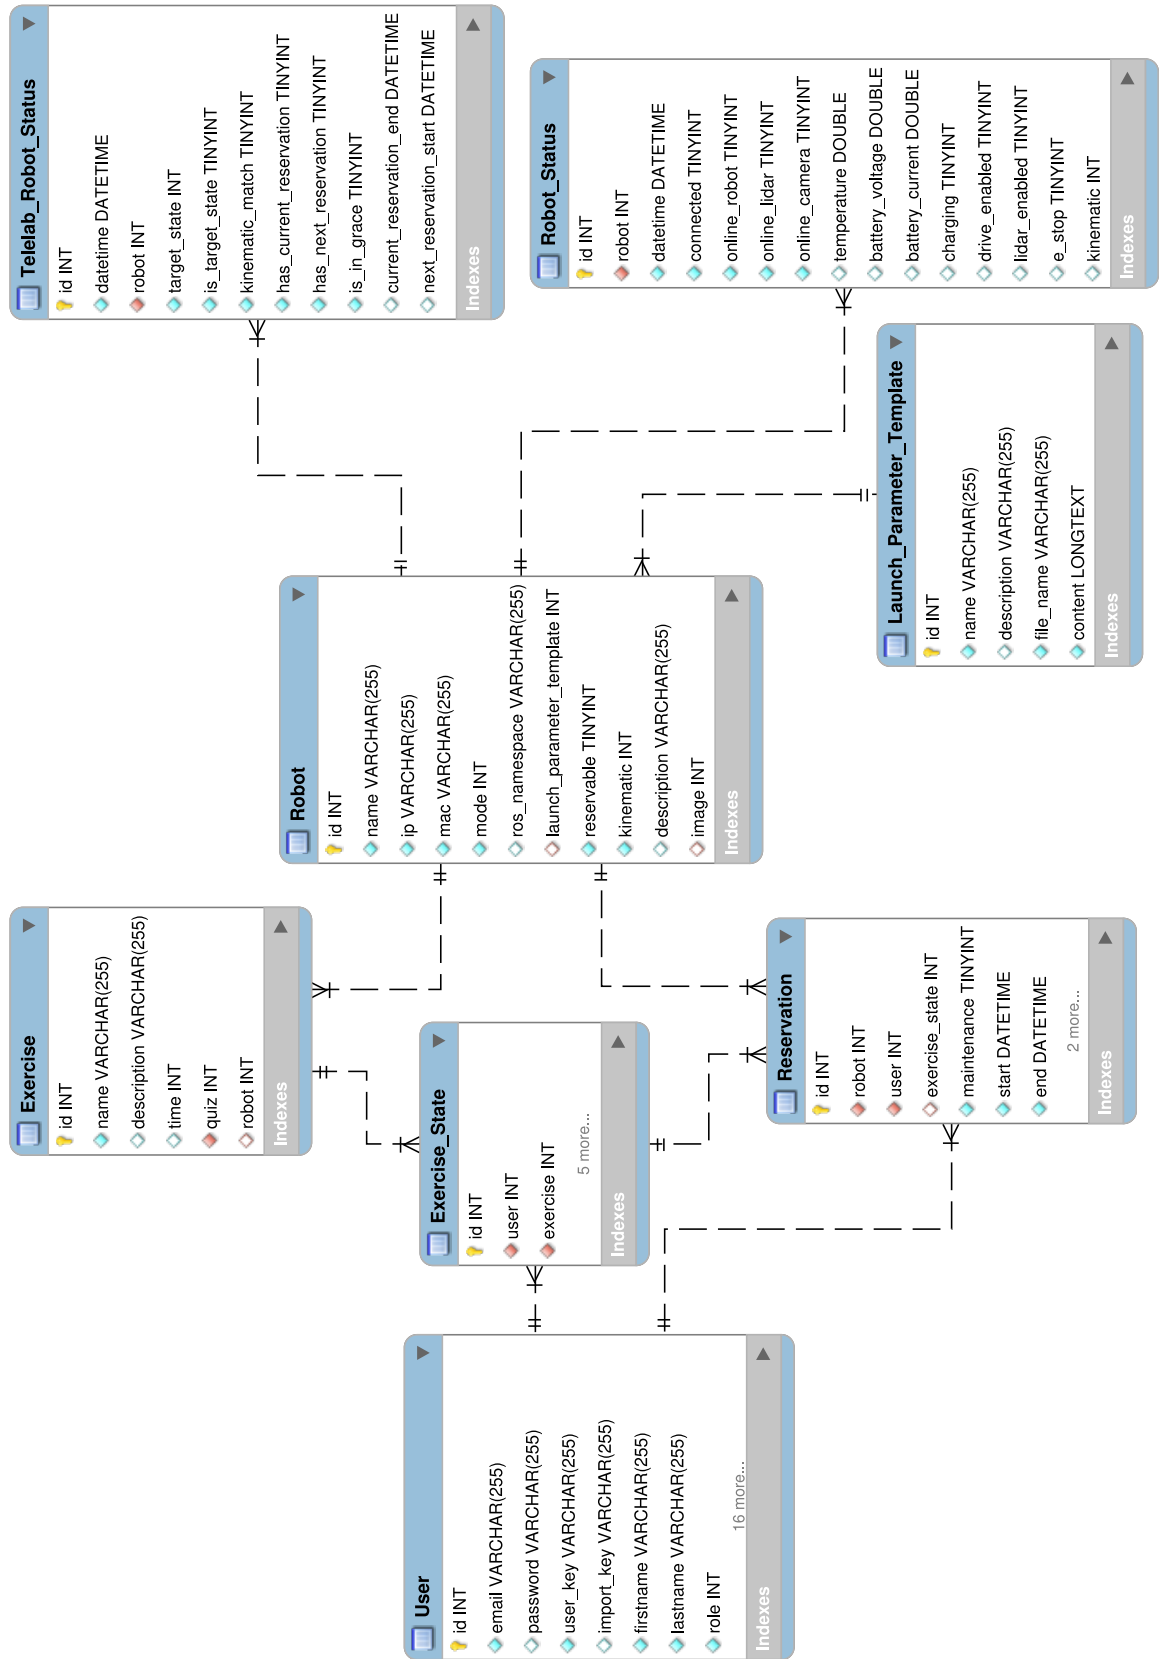 User
id INT
email VARCHAR(255)
password VARCHAR(255)
user_key VARCHAR(255)
import_key VARCHAR(255)
firstname VARCHAR(255)
lastname VARCHAR(255)
role INT
16 more...
Indexes
Exercise
id INT
name VARCHAR(255)
description VARCHAR(255)
time INT
quiz INT
robot INT
Indexes
Exercise_State
id INT
user INT
exercise INT
5 more...
Indexes
Reservation
id INT
robot INT
user INT
exercise_state INT
maintenance TINYINT
start DATETIME
end DATETIME
2 more...
Indexes
Robot
id INT
name VARCHAR(255)
ip VARCHAR(255)
mac VARCHAR(255)
mode INT
ros_namespace VARCHAR(255)
launch_parameter_template INT
reservable TINYINT
kinematic INT
description VARCHAR(255)
image INT
Indexes
Telelab_Robot_Status
id INT
datetime DATETIME
robot INT
target_state INT
is_target_state TINYINT
kinematic_match TINYINT
has_current_reservation TINYINT
has_next_reservation TINYINT
is_in_grace TINYINT
current_reservation_end DATETIME
next_reservation_start DATETIME
Indexes
Robot_Status
id INT
robot INT
datetime DATETIME
connected TINYINT
online_robot TINYINT
online_lidar TINYINT
online_camera TINYINT
temperature DOUBLE
battery_voltage DOUBLE
battery_current DOUBLE
charging TINYINT
drive_enabled TINYINT
lidar_enabled TINYINT
e_stop TINYINT
kinematic INT
Indexes
Launch_Parameter_Template
id INT
name VARCHAR(255)
description VARCHAR(255)
file_name VARCHAR(255)
content LONGTEXT
Indexes